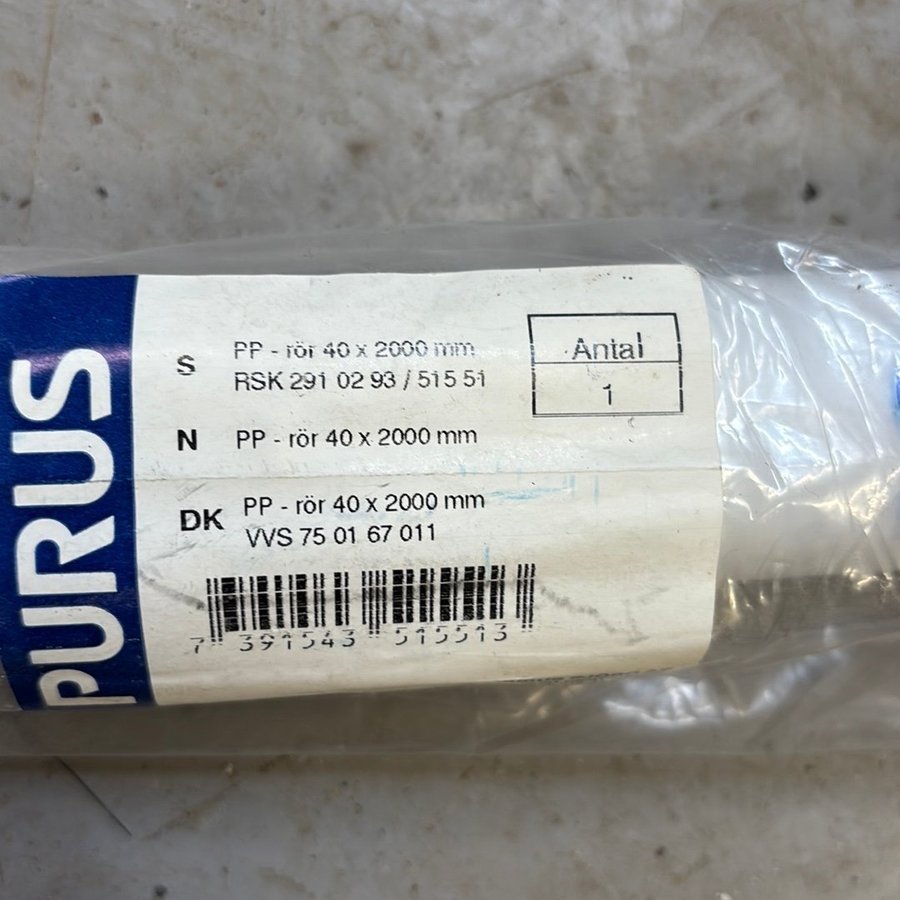 PURUS
S PP - rör 40 x 2000 mm
RSK 291 02 93 / 515 51
N PP - rör 40 x 2000 mm
DK PP - rör 40 x 2000 mm
VVS 75 01 67 011
Antal
1
7 391543 515513